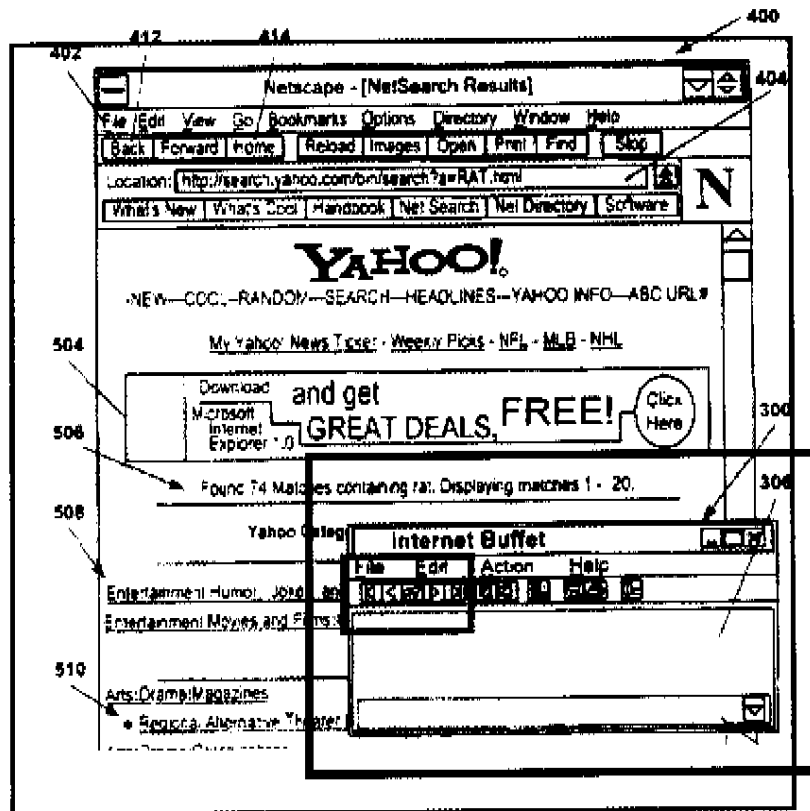 400
412 414
402
Netscape - [NetSearch Results]
404
File Edit View Go Bookmarks Options Directory Window Help
Back Forward Home Reload Images Open Print Find Stop
Location: http://search.yahoo.com/bin/search?a=RAT.html
N
What's New What's Cool Handbook Net Search Net Directory Software
YAHOO!
-NEW---COOL--RANDOM---SEARCH---HEADLINES---YAHOO INFO---ABC URL#
My Yahoo! News Ticker - Weekly Picks - NFL - MLB - NHL
504
Download
Microsoft
Internet
Explorer 1.0
and get
GREAT DEALS, FREE!
Click
Here
300
506
Found 74 Matches containing rat. Displaying matches 1 - 20.
306
508
Yahoo Categ
Internet Buffet
File Edit Action Help
Entertainment Humor, Jokes, and
Entertainment Movies and Films:
510
Arts:Drama:Magazines
• Regional Alternative Theater